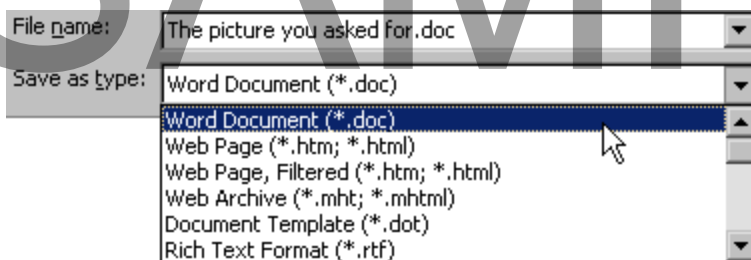 File name: The picture you asked for.doc
Save as type: Word Document (*.doc)
Word Document (*.doc)
Web Page (*.htm; *.html)
Web Page, Filtered (*.htm; *.html)
Web Archive (*.mht; *.mhtml)
Document Template (*.dot)
Rich Text Format (*.rtf)